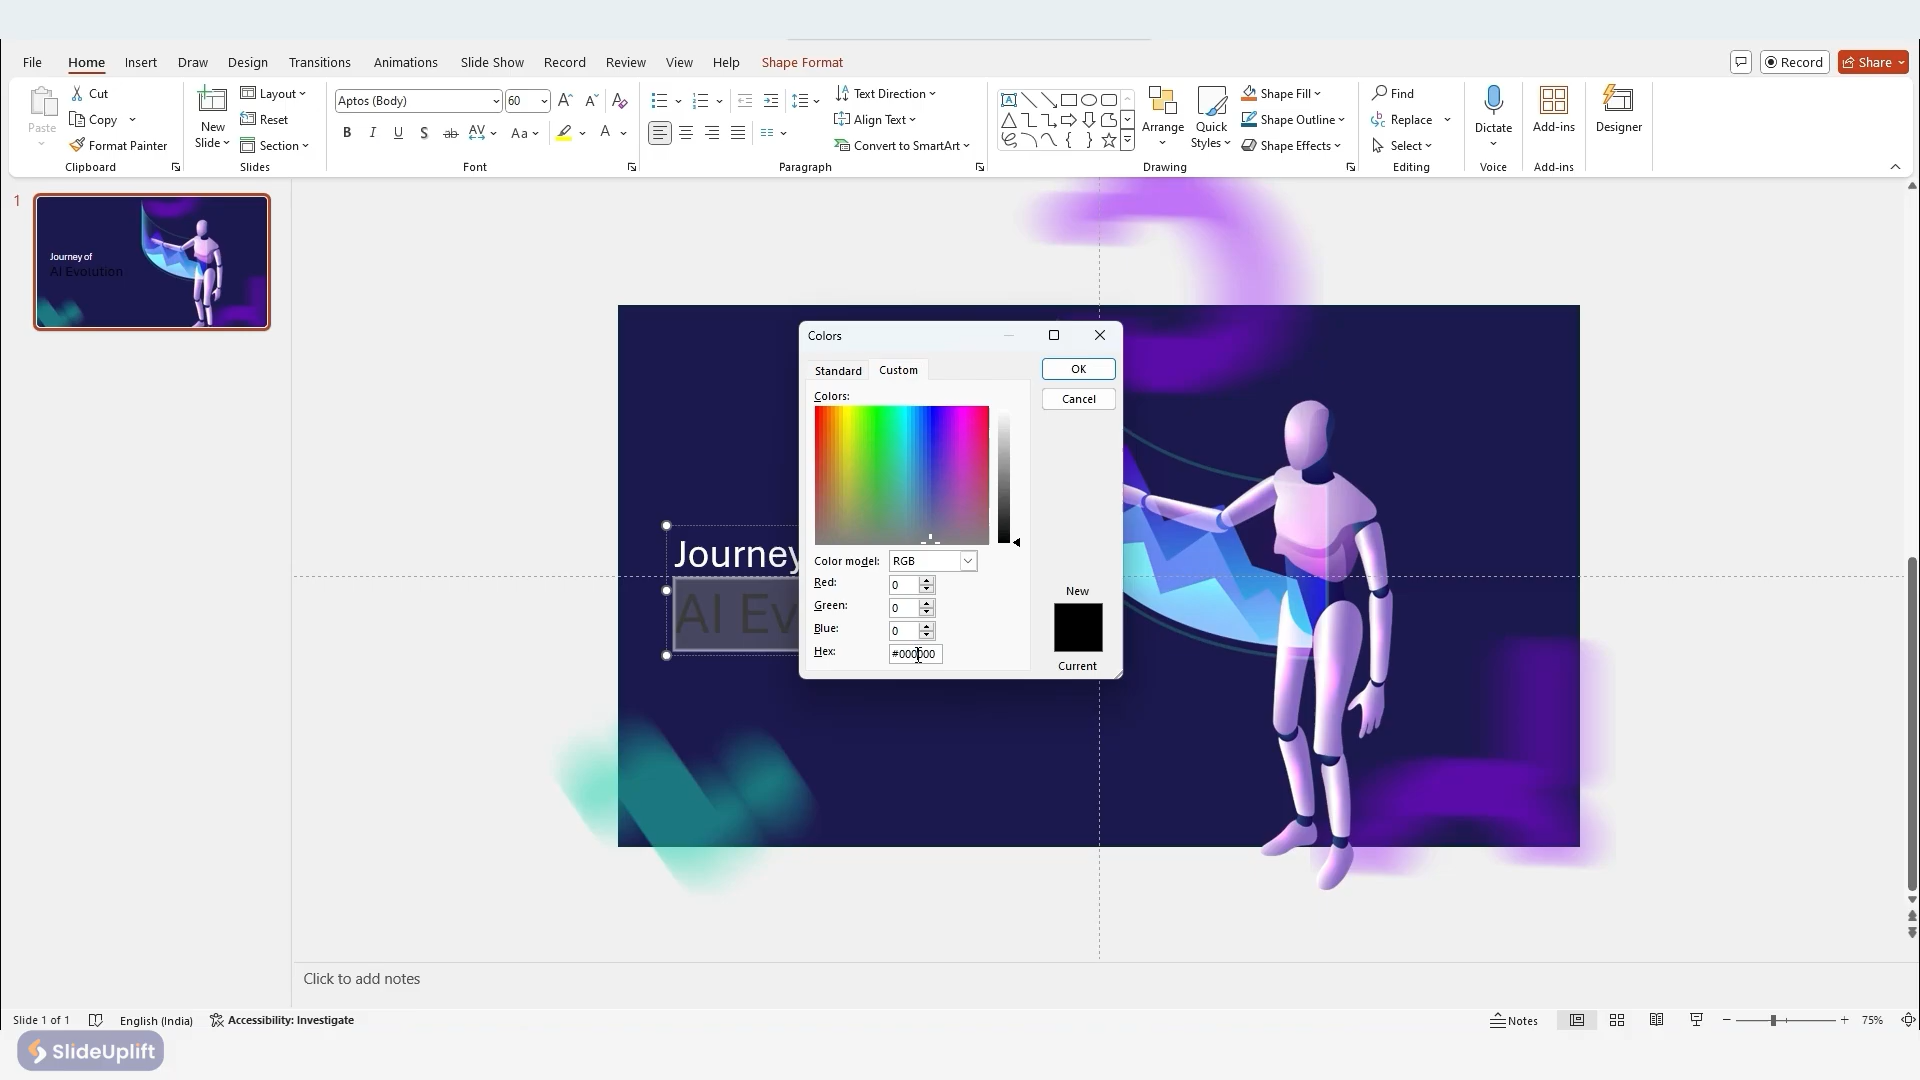 File Home Insert Draw Design Transitions Animations Slide Show Record Review View Help Shape Format Record Share
Paste Cut Copy Format Painter Clipboard
New Slide Layout Reset Section Slides
Aptos (Body) 60 Font
Paragraph Text Direction Align Text Convert to SmartArt
Drawing Arrange Quick Styles Shape Fill Shape Outline Shape Effects
Find Replace Select Editing
Dictate Voice
Add-ins Add-ins
Designer
1
Journey of
AI Evolution
Journey
AI Ev
Colors
Standard Custom
OK
Cancel
Colors:
Color model: RGB
Red: 0
Green: 0
Blue: 0
Hex: #000000
New
Current
Click to add notes
Slide 1 of 1 English (India) Accessibility: Investigate Notes 75%
SlideUplift